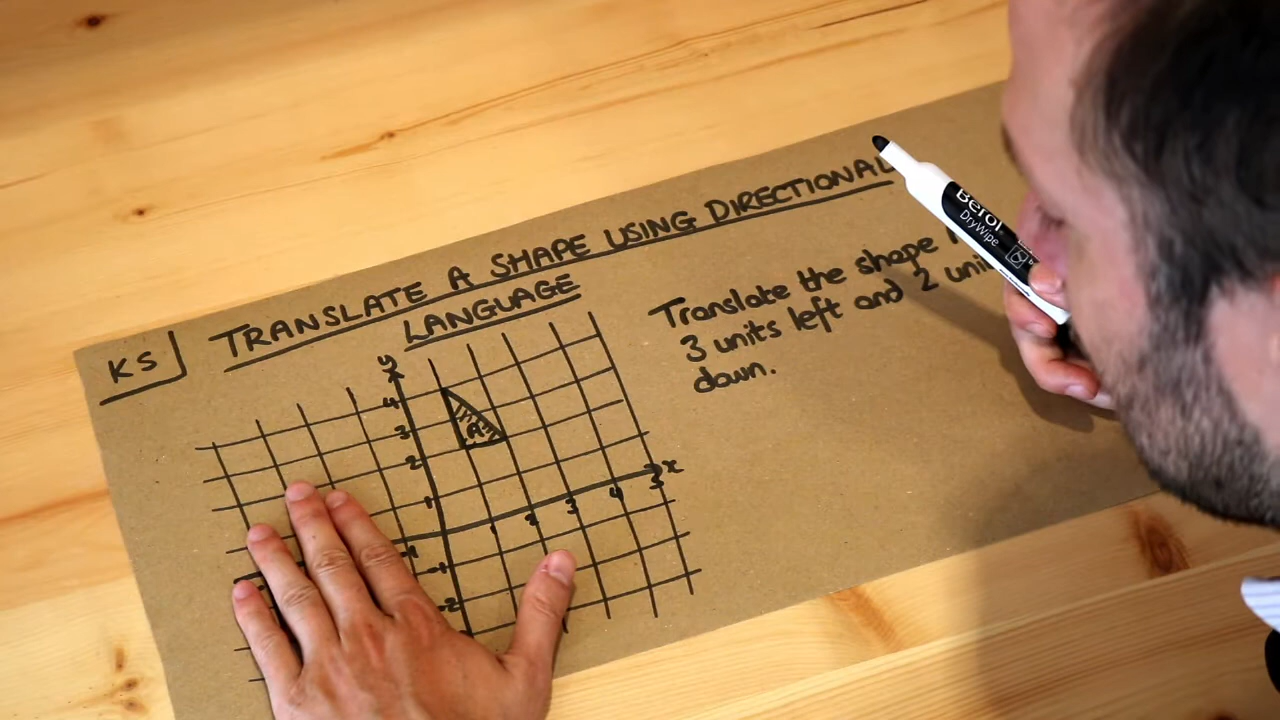 KS
TRANSLATE A SHAPE USING DIRECTIONAL
LANGUAGE
Translate the shape
3 units left and 2
down.
y
4
3
2
1
A
x
1
2
3
4
5
-1
-1
-2
Berol
DryWipe